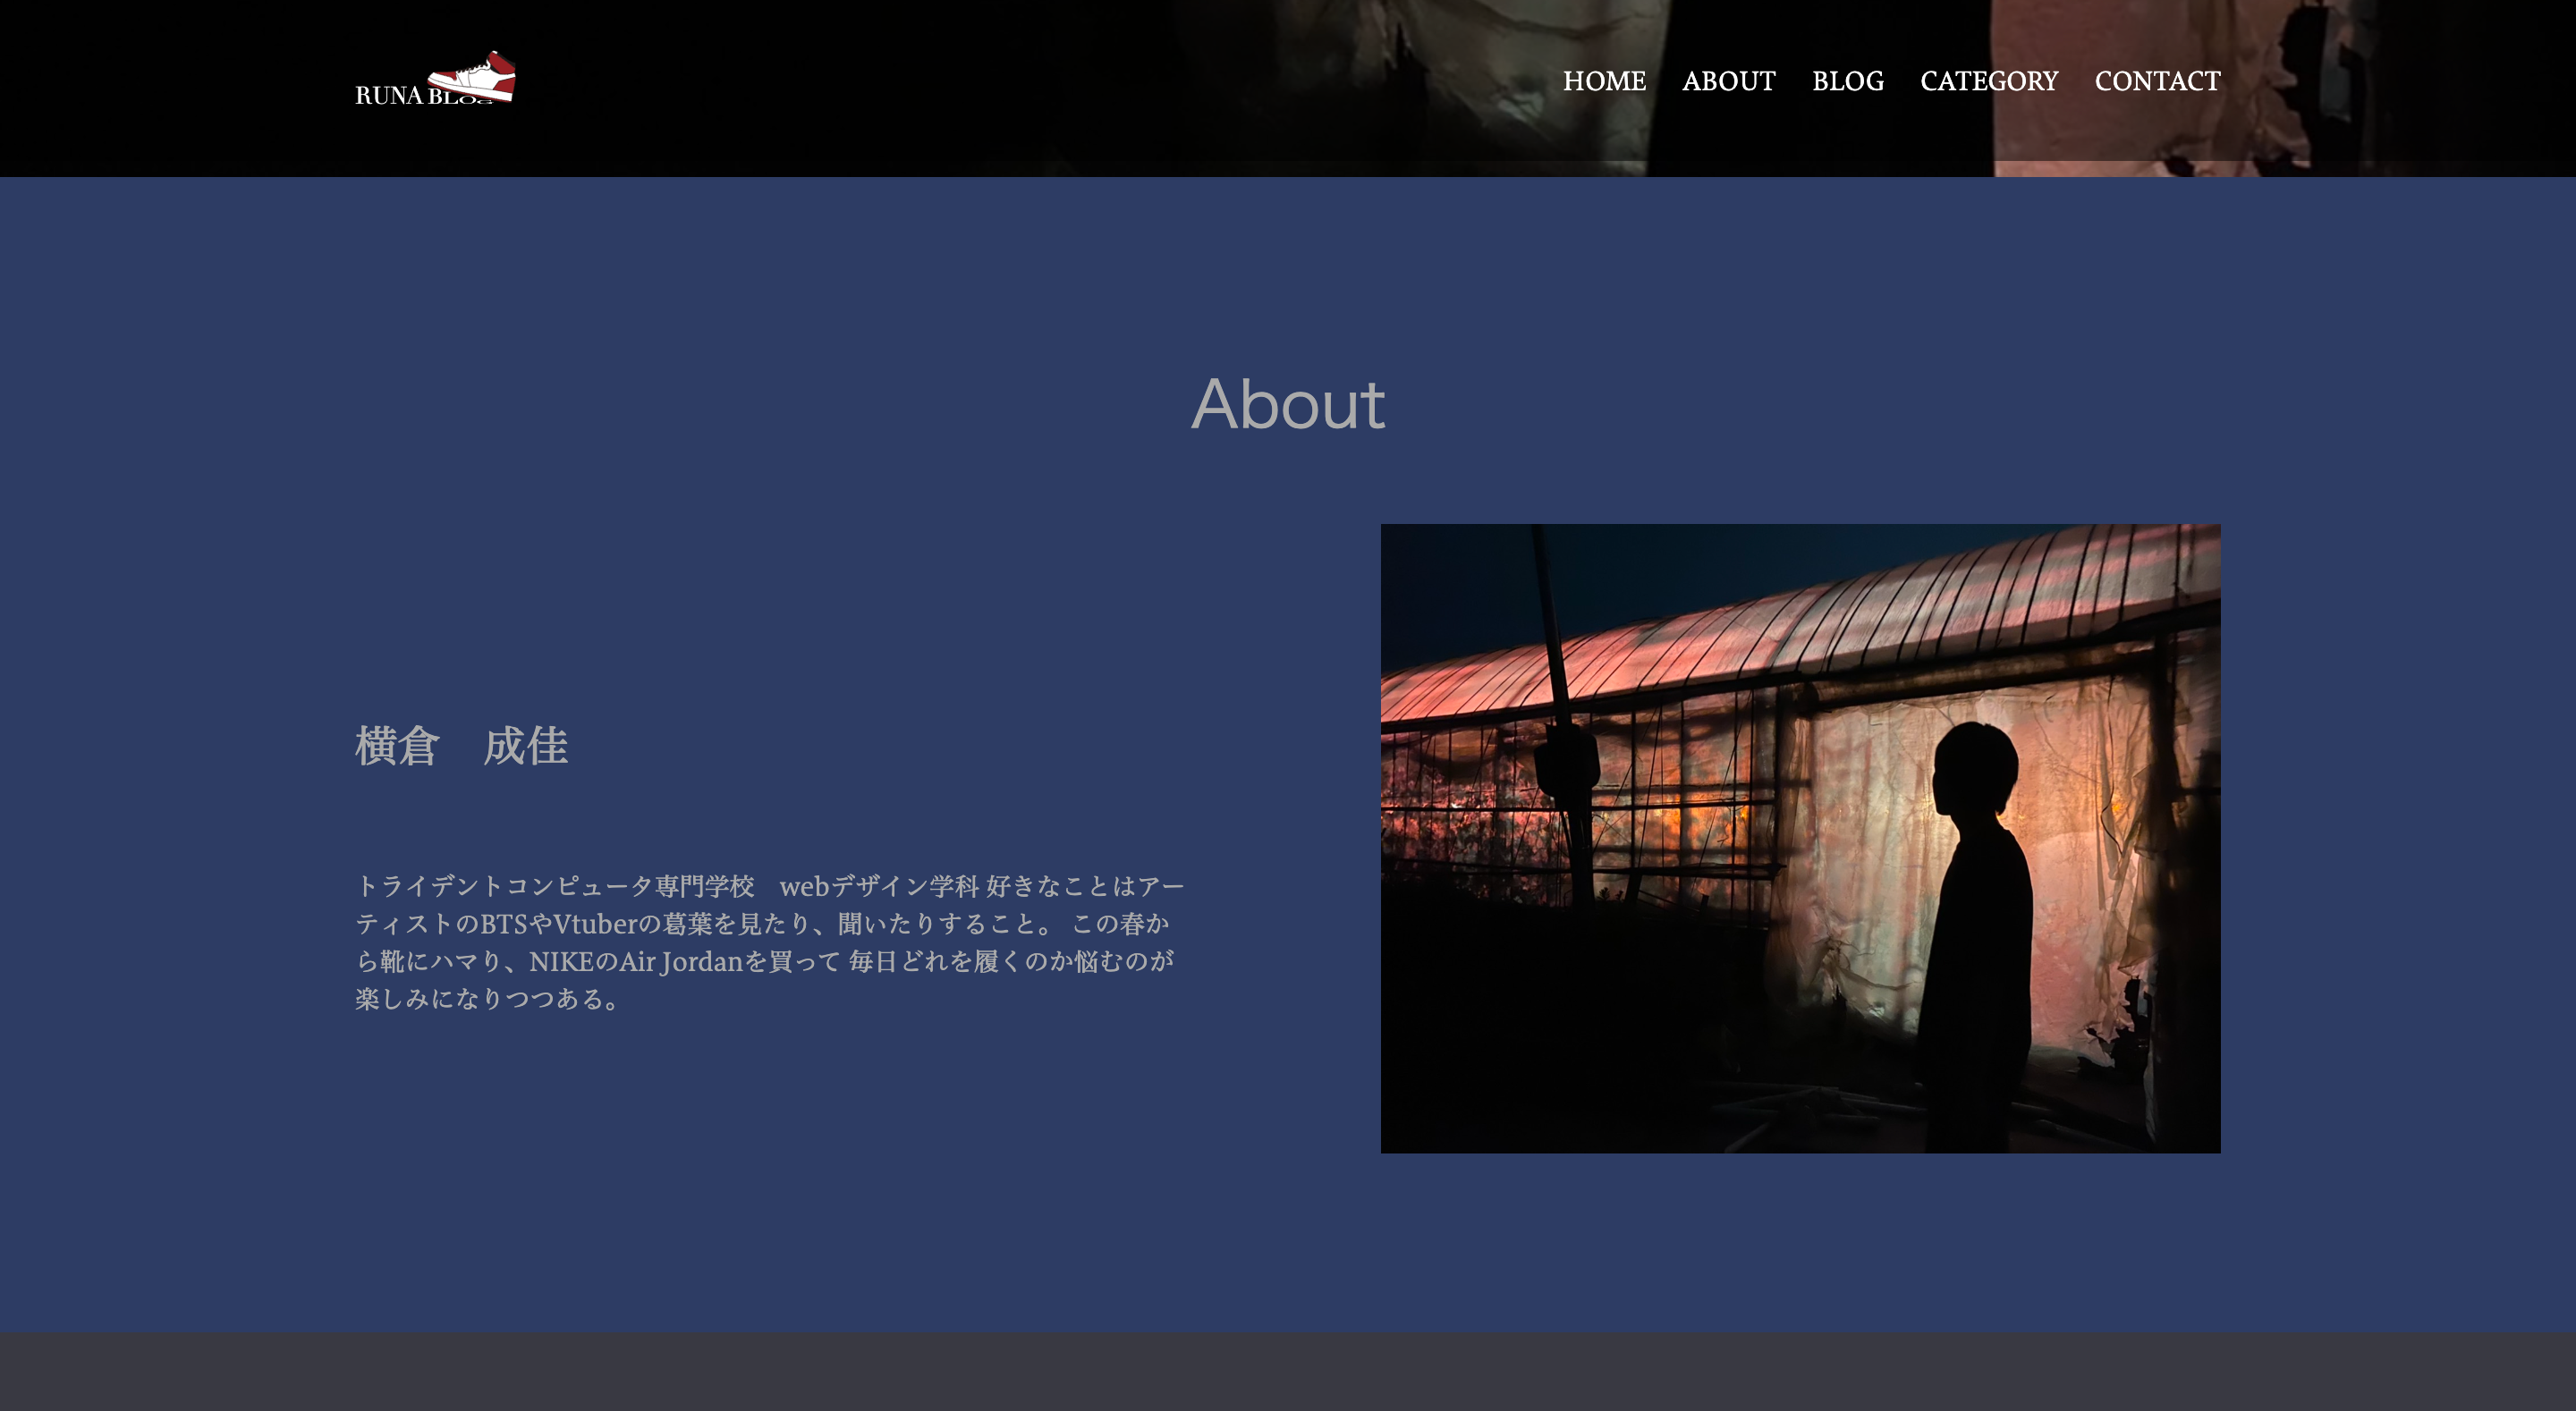 RUNA BLOG
HOME ABOUT BLOG CATEGORY CONTACT
About
横倉　成佳
トライデントコンピュータ専門学校　webデザイン学科 好きなことはアー
ティストのBTSやVtuberの葛葉を見たり、聞いたりすること。 この春か
ら靴にハマり、NIKEのAir Jordanを買って 毎日どれを履くのか悩むのが
楽しみになりつつある。